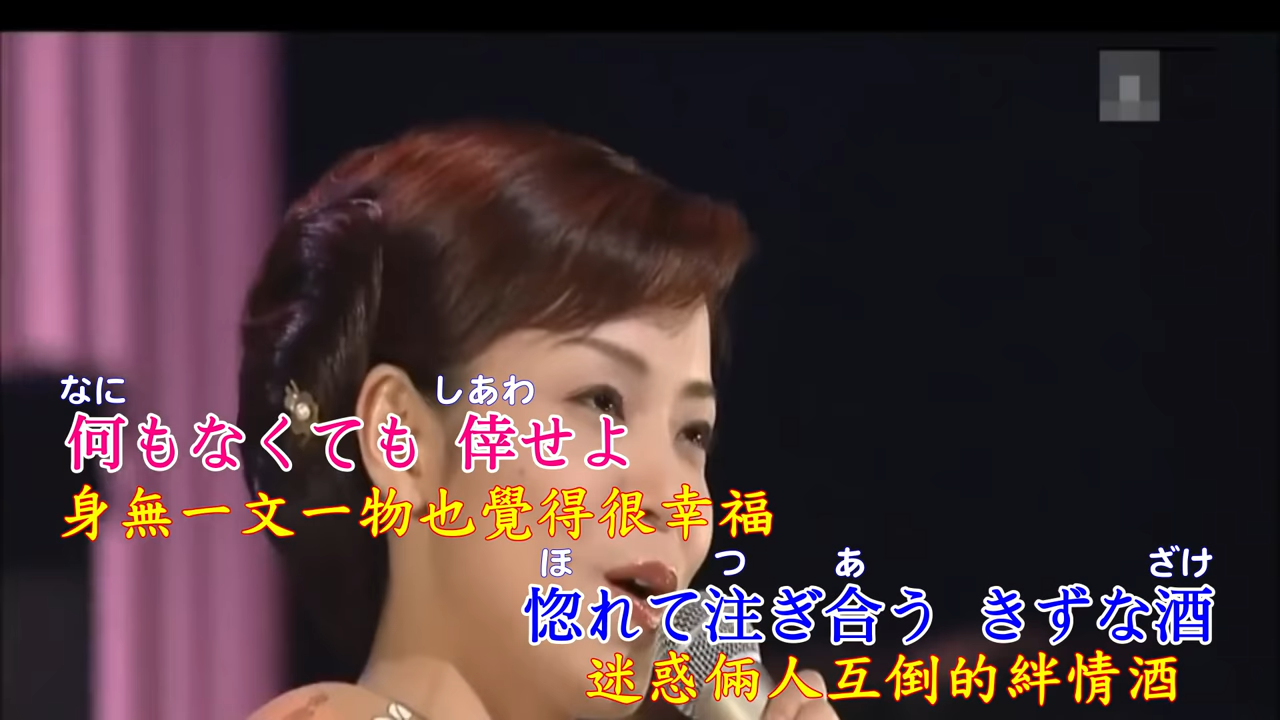 なに しあわ
何もなくても 倖せよ
身無一文一物也覺得很幸福
ほ つ あ ざけ
惚れて注ぎ合う きずな酒
迷惑倆人互倒的絆情酒